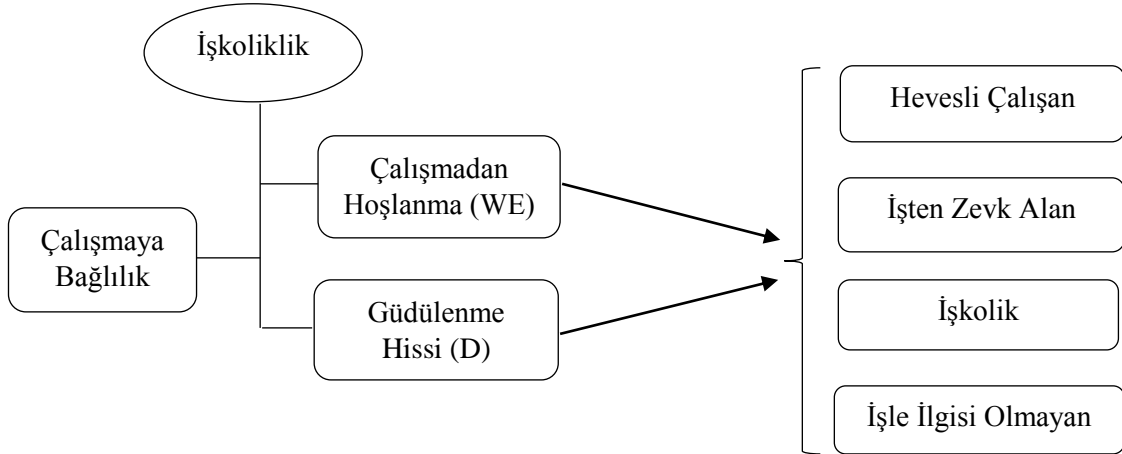 İşkoliklik
Çalışmaya
Bağlılık
Çalışmadan
Hoşlanma (WE)
Güdülenme
Hissi (D)
Hevesli Çalışan
İşten Zevk Alan
İşkolik
İşle İlgisi Olmayan